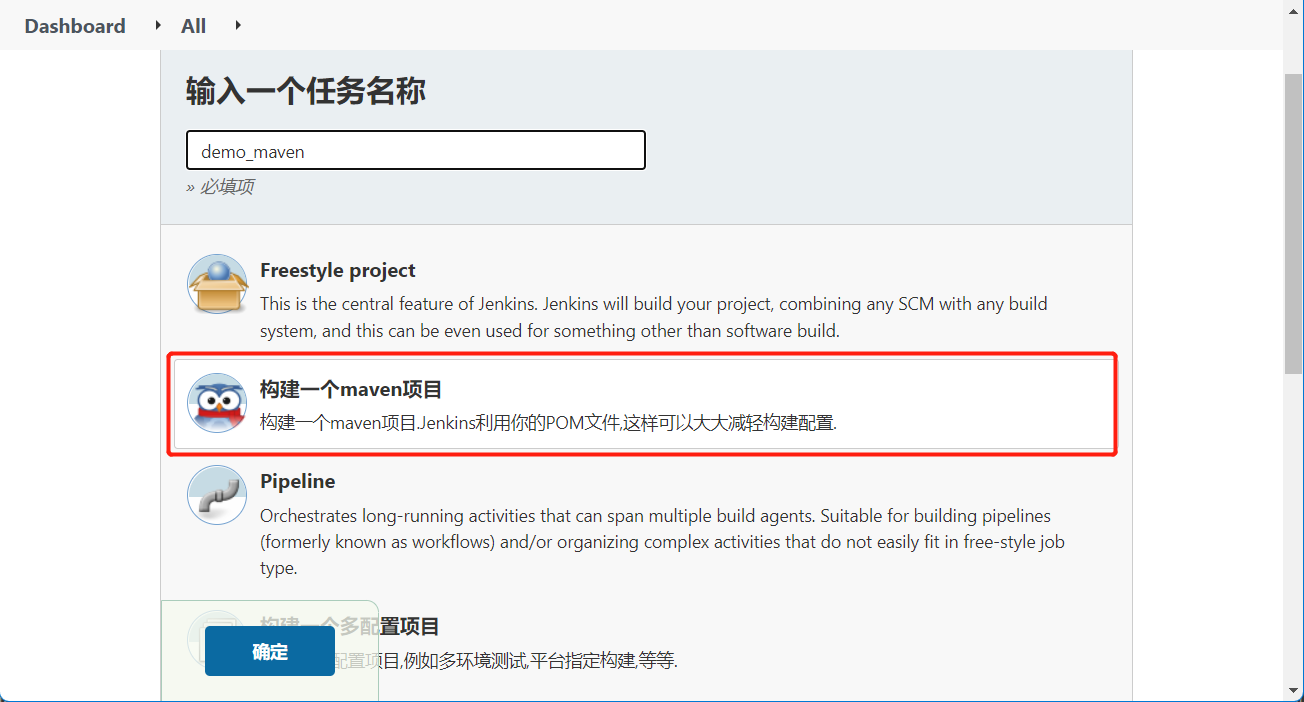 Dashboard All
输入一个任务名称
demo_maven
» 必填项
Freestyle project
This is the central feature of Jenkins. Jenkins will build your project, combining any SCM with any build
system, and this can be even used for something other than software build.
构建一个maven项目
构建一个maven项目.Jenkins利用你的POM文件,这样可以大大减轻构建配置.
Pipeline
Orchestrates long-running activities that can span multiple build agents. Suitable for building pipelines
(formerly known as workflows) and/or organizing complex activities that do not easily fit in free-style job
type.
构建一个多配置项目
配置项目,例如多环境测试,平台指定构建,等等.
确定